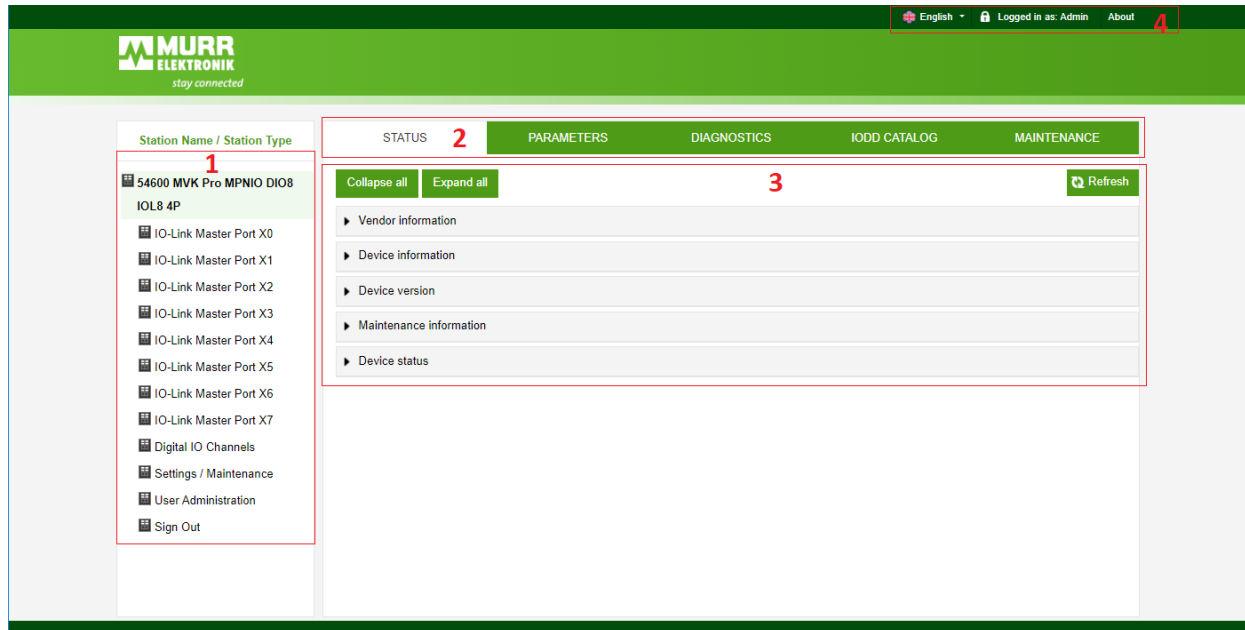 English
Logged in as: Admin
About
4
MURR
ELEKTRONIK
stay connected
Station Name / Station Type
1
54600 MVK Pro MPNIO DIO8
IOL8 4P
IO-Link Master Port X0
IO-Link Master Port X1
IO-Link Master Port X2
IO-Link Master Port X3
IO-Link Master Port X4
IO-Link Master Port X5
IO-Link Master Port X6
IO-Link Master Port X7
Digital IO Channels
Settings / Maintenance
User Administration
Sign Out
STATUS
2
PARAMETERS
DIAGNOSTICS
IODD CATALOG
MAINTENANCE
Collapse all
Expand all
3
Refresh
Vendor information
Device information
Device version
Maintenance information
Device status